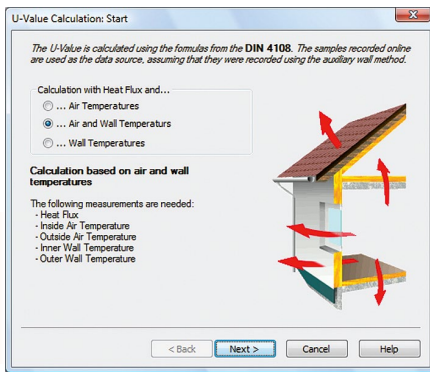 U-Value Calculation: Start
The U-Value is calculated using the formulas from the DIN 4108. The samples recorded online
are used as the data source, assuming that they were recorded using the auxiliary wall method.
Calculation with Heat Flux and...
... Air Temperatures
... Air and Wall Temperaturs
... Wall Temperatures
Calculation based on air and wall
temperatures
The following measurements are needed:
- Heat Flux
- Inside Air Temperature
- Outside Air Temperature
- Inner Wall Temperature
- Outer Wall Temperature
< Back Next > Cancel Help